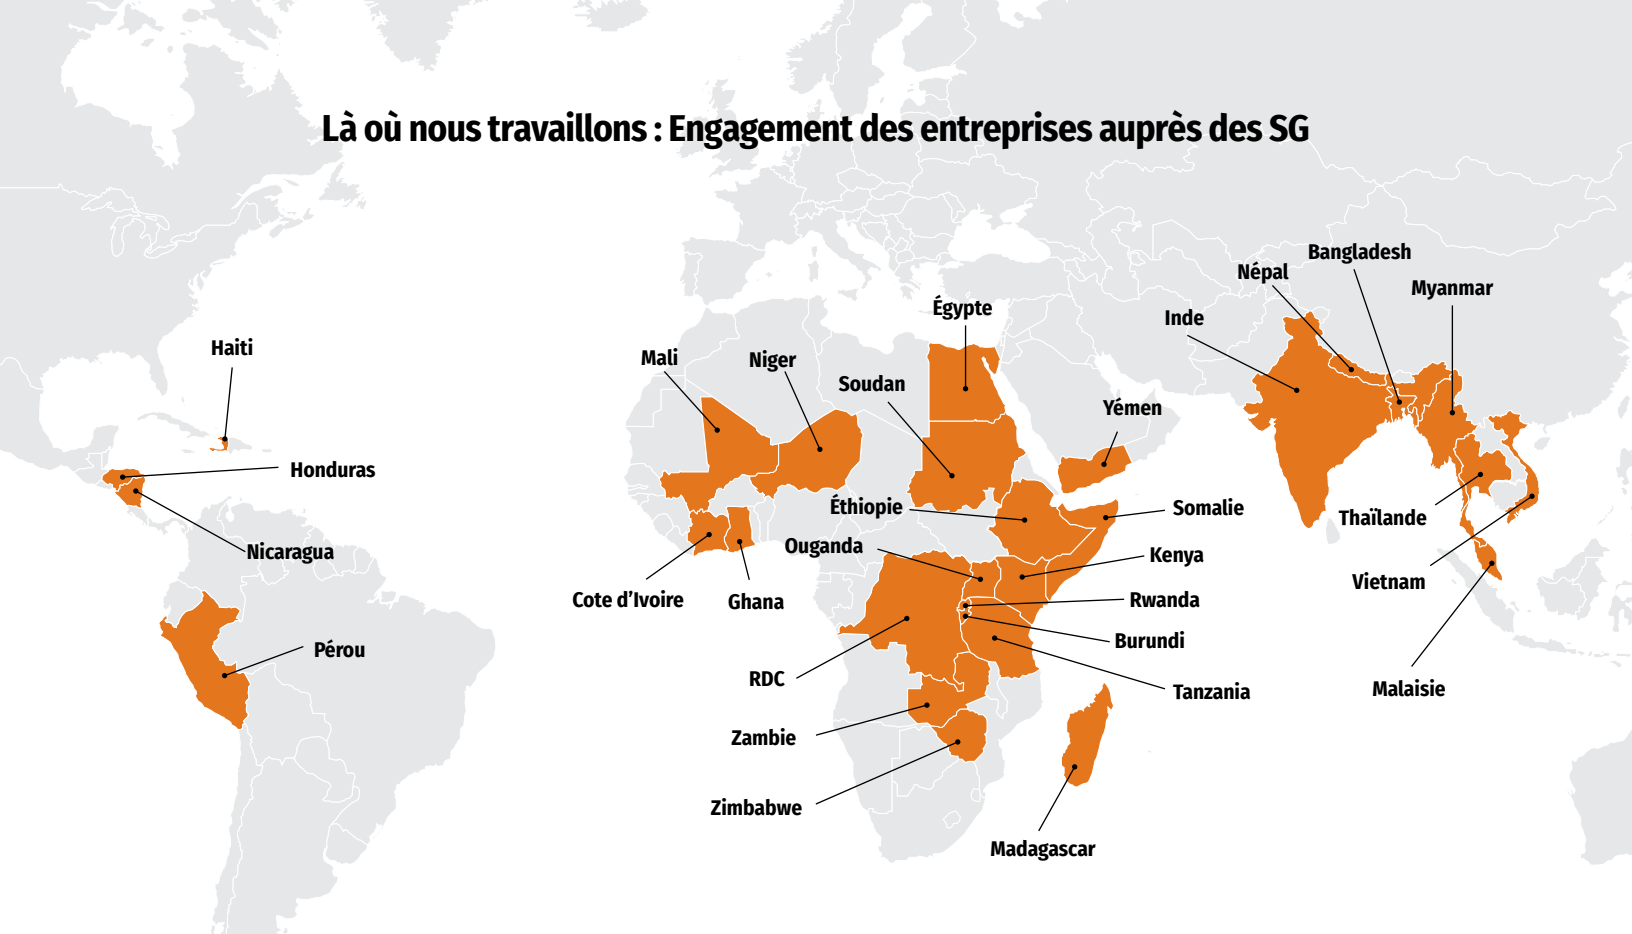 Là où nous travaillons : Engagement des entreprises auprès des SG
Bangladesh
Népal
Myanmar
Inde
Égypte
Haiti
Mali
Niger
Soudan
Yémen
Honduras
Éthiopie
Somalie
Thaïlande
Ouganda
Nicaragua
Kenya
Vietnam
Cote d’Ivoire
Ghana
Rwanda
Burundi
Pérou
RDC
Tanzania
Malaisie
Zambie
Zimbabwe
Madagascar